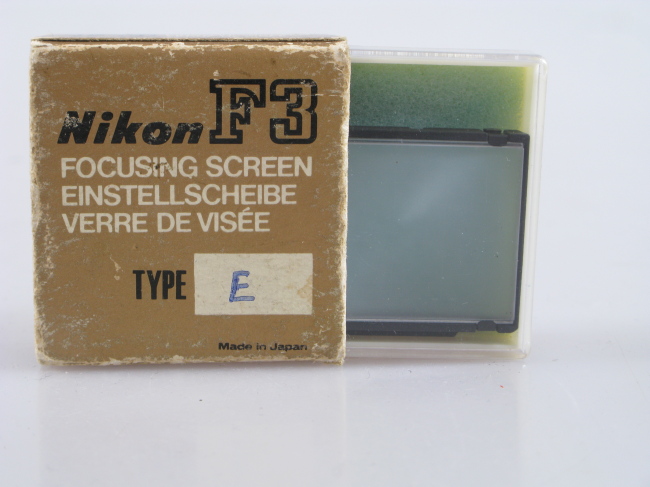 Nikon F3
FOCUSING SCREEN
EINSTELLSCHEIBE
VERRE DE VISÉE
TYPE E
Made in Japan